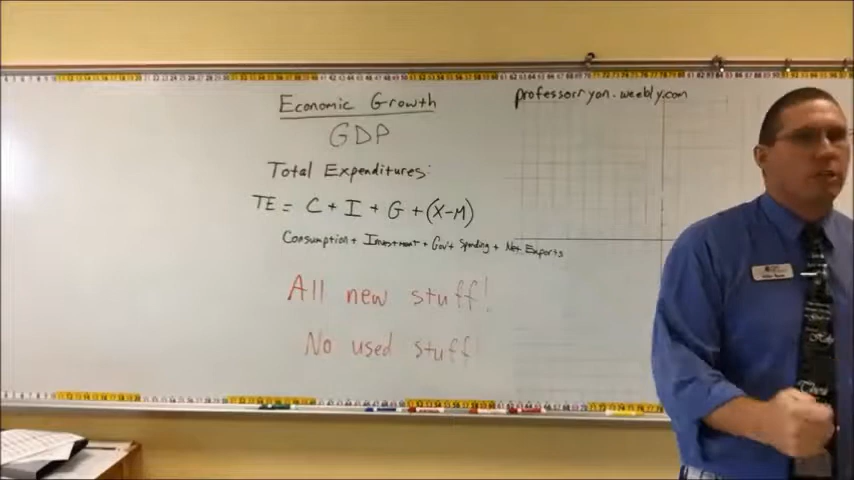 Economic Growth
professorryon.weebly.com
GDP
Total Expenditures:
TE = C + I + G + (X-M)
Consumption + Investment + Gov't Spending + Net Exports
All new stuff!
No used stuff